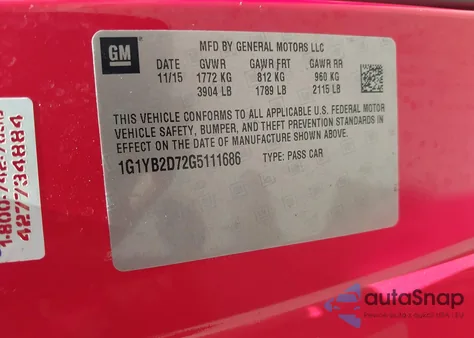 GM
MFD BY GENERAL MOTORS LLC
DATE GVWR GAWR FRT GAWR RR
11/15 1772 KG 812 KG 960 KG
3904 LB 1789 LB 2115 LB
THIS VEHICLE CONFORMS TO ALL APPLICABLE U.S. FEDERAL MOTOR
VEHICLE SAFETY, BUMPER, AND THEFT PREVENTION STANDARDS IN
EFFECT ON THE DATE OF MANUFACTURE SHOWN ABOVE.
1G1YB2D72G5111686 TYPE: PASS CAR
427734884
autaSnap